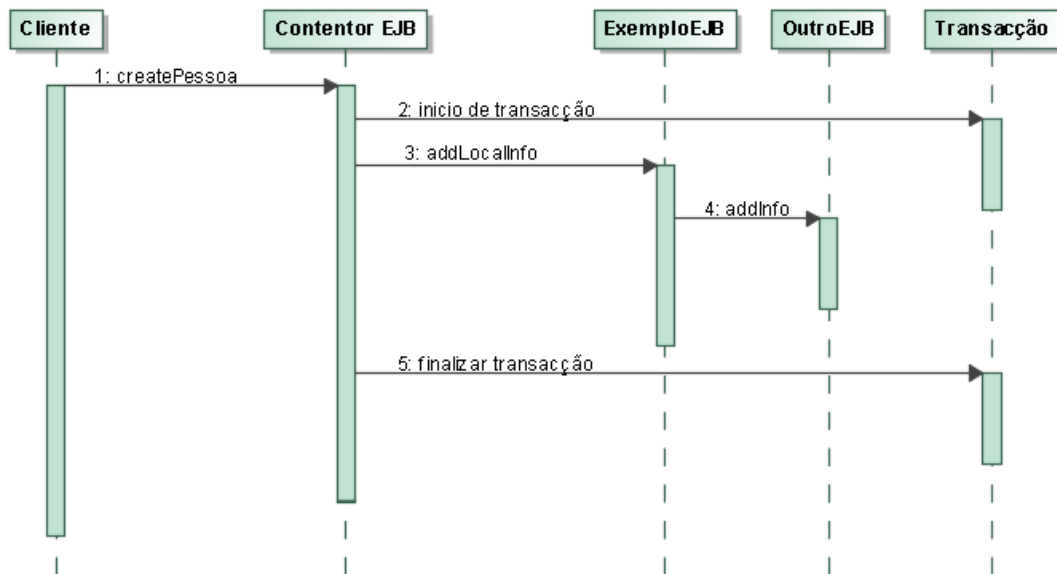 Cliente
Contentor EJB
ExemploEJB
OutroEJB
Transacção
1: createPessoa
2: inicio de transacção
3: addLocalInfo
4: addInfo
5: finalizar transacção